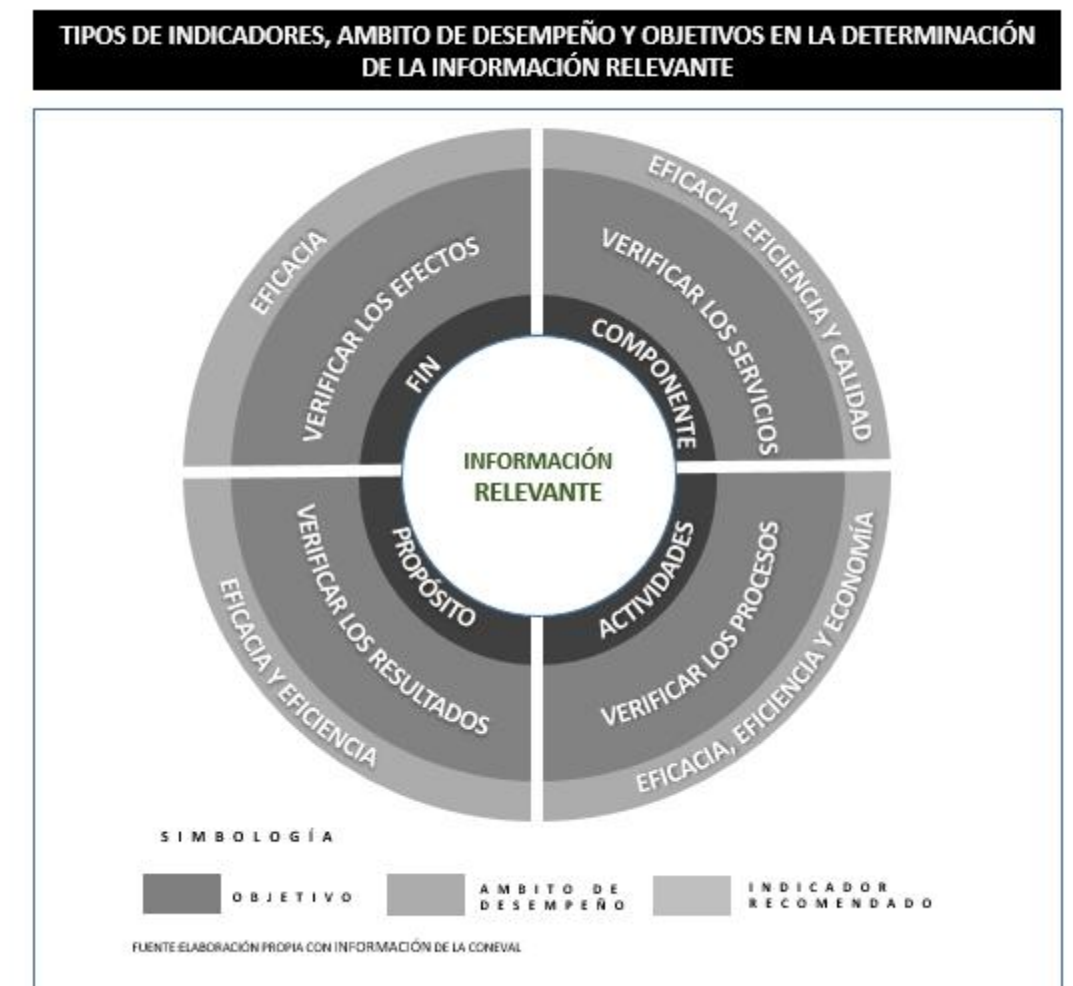 TIPOS DE INDICADORES, AMBITO DE DESEMPEÑO Y OBJETIVOS EN LA DETERMINACIÓN
DE LA INFORMACIÓN RELEVANTE
EFICACIA
VERIFICAR LOS EFECTOS
FIN
EFICACIA, EFICIENCIA Y CALIDAD
VERIFICAR LOS SERVICIOS
COMPONENTE
INFORMACIÓN
RELEVANTE
PROPÓSITO
VERIFICAR LOS RESULTADOS
EFICACIA Y EFICIENCIA
ACTIVIDADES
VERIFICAR LOS PROCESOS
EFICACIA, EFICIENCIA Y ECONOMÍA
SIMBOLOGÍA
OBJETIVO
AMBITO DE
DESEMPEÑO
INDICADOR
RECOMENDADO
FUENTE:ELABORACIÓN PROPIA CON INFORMACIÓN DE LA CONEVAL